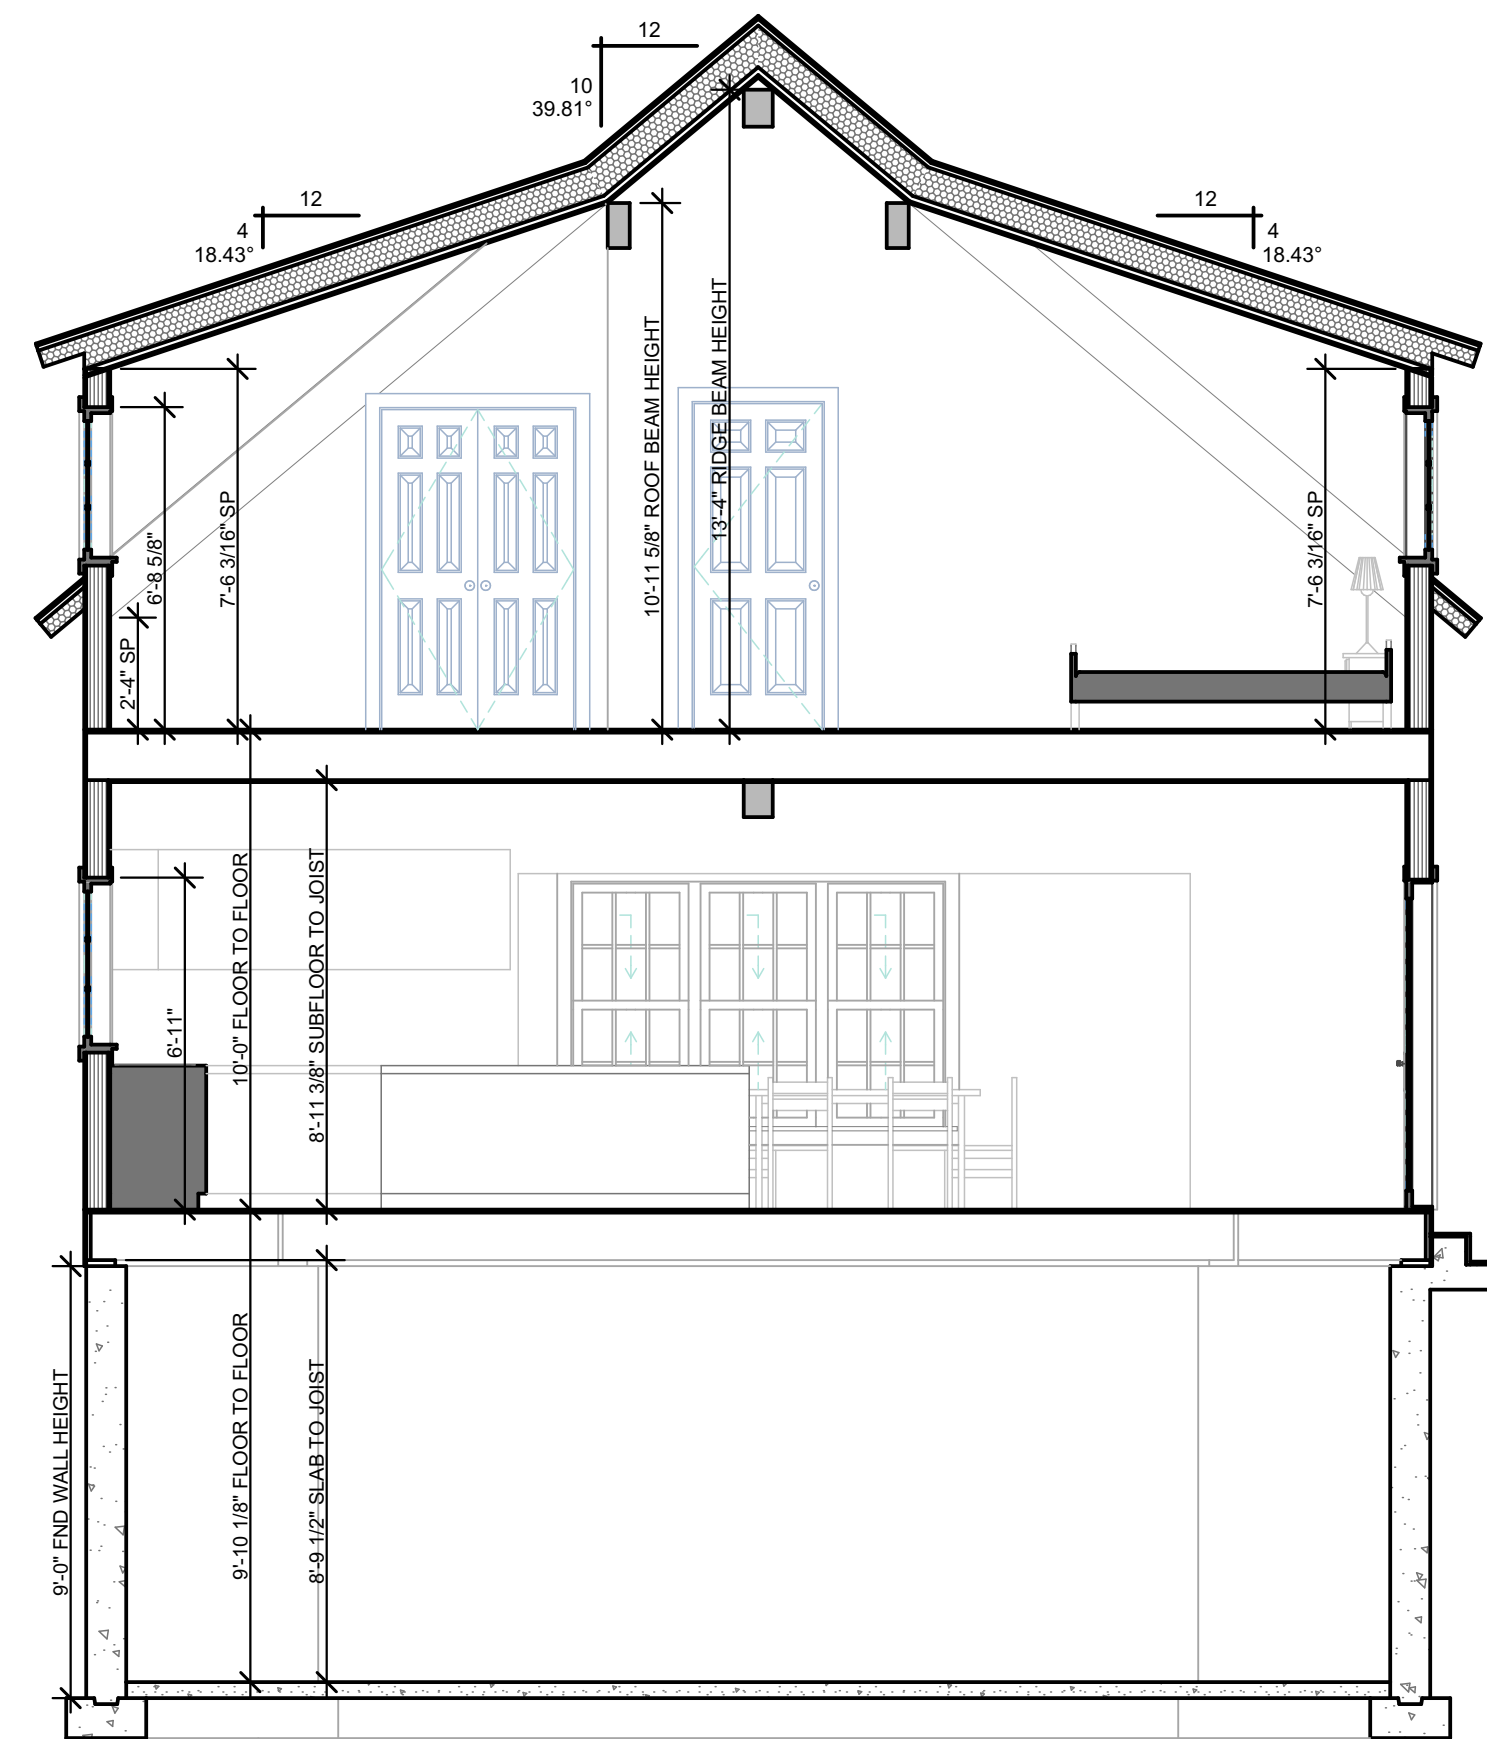 12
10
39.81°
12
4
18.43°
12
4
18.43°
2'-4" SP
6'-8 5/8"
7'-6 3/16" SP
10'-11 5/8" ROOF BEAM HEIGHT
13'-4" RIDGE BEAM HEIGHT
7'-6 3/16" SP
6'-11"
10'-0" FLOOR TO FLOOR
8'-11 3/8" SUBFLOOR TO JOIST
9'-0" FND WALL HEIGHT
9'-10 1/8" FLOOR TO FLOOR
8'-9 1/2" SLAB TO JOIST